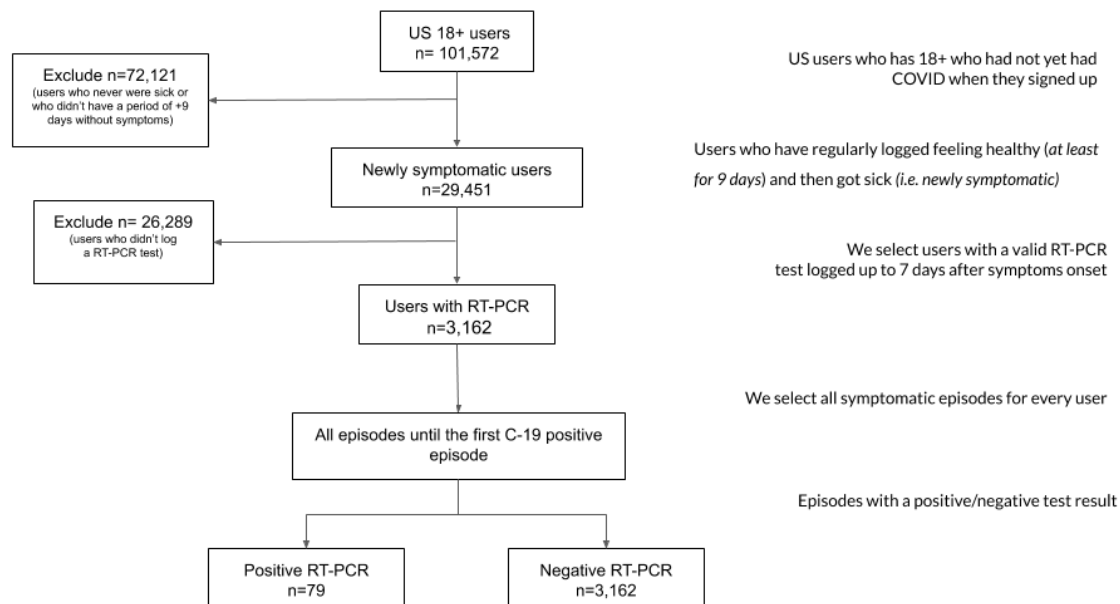 US 18+ users
n= 101,572
US users who has 18+ who had not yet had
COVID when they signed up
Exclude n=72,121
(users who never were sick or
who didn't have a period of +9
days without symptoms)
Newly symptomatic users
n=29,451
Users who have regularly logged feeling healthy (at least
for 9 days) and then got sick (i.e. newly symptomatic)
Exclude n= 26,289
(users who didn't log
a RT-PCR test)
We select users with a valid RT-PCR
test logged up to 7 days after symptoms onset
Users with RT-PCR
n=3,162
We select all symptomatic episodes for every user
All episodes until the first C-19 positive
episode
Episodes with a positive/negative test result
Positive RT-PCR
n=79
Negative RT-PCR
n=3,162